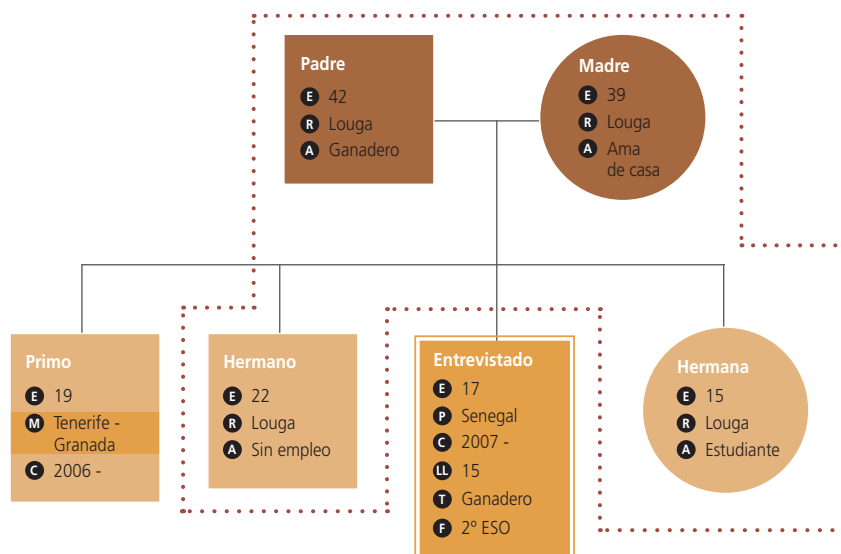 Padre
E 42
R Louga
A Ganadero
Madre
E 39
R Louga
A Ama
de casa
Primo
E 19
M Tenerife -
Granada
C 2006 -
Hermano
E 22
R Louga
A Sin empleo
Entrevistado
E 17
P Senegal
C 2007 -
LL 15
T Ganadero
F 2º ESO
Hermana
E 15
R Louga
A Estudiante